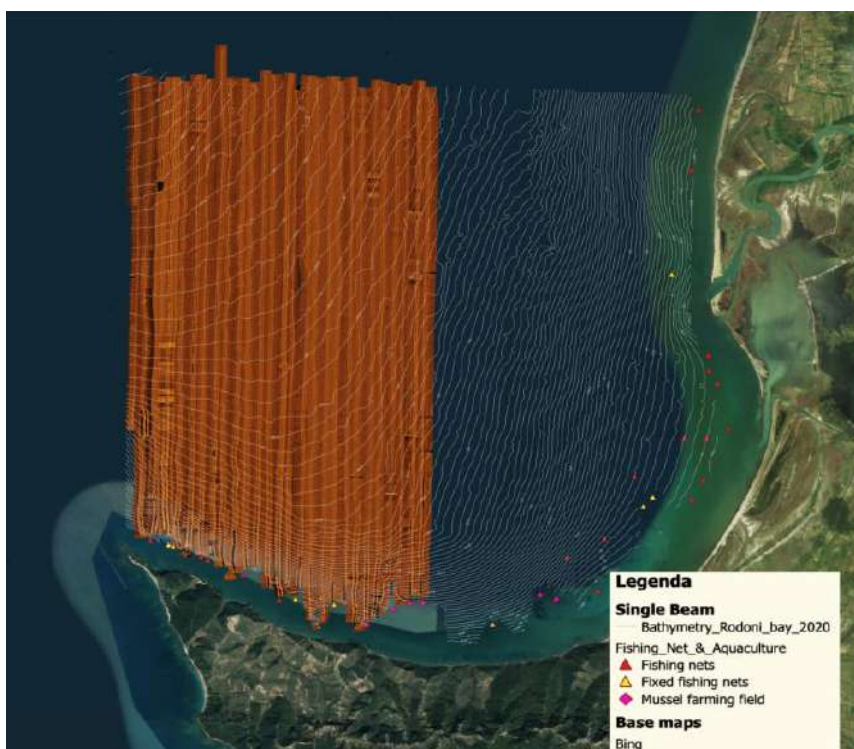 Legenda
Single Beam
Bathymetry_Rodoni_bay_2020
Fishing_Net_&_Aquaculture
Fishing nets
Fixed fishing nets
Mussel farming field
Base maps
Bing